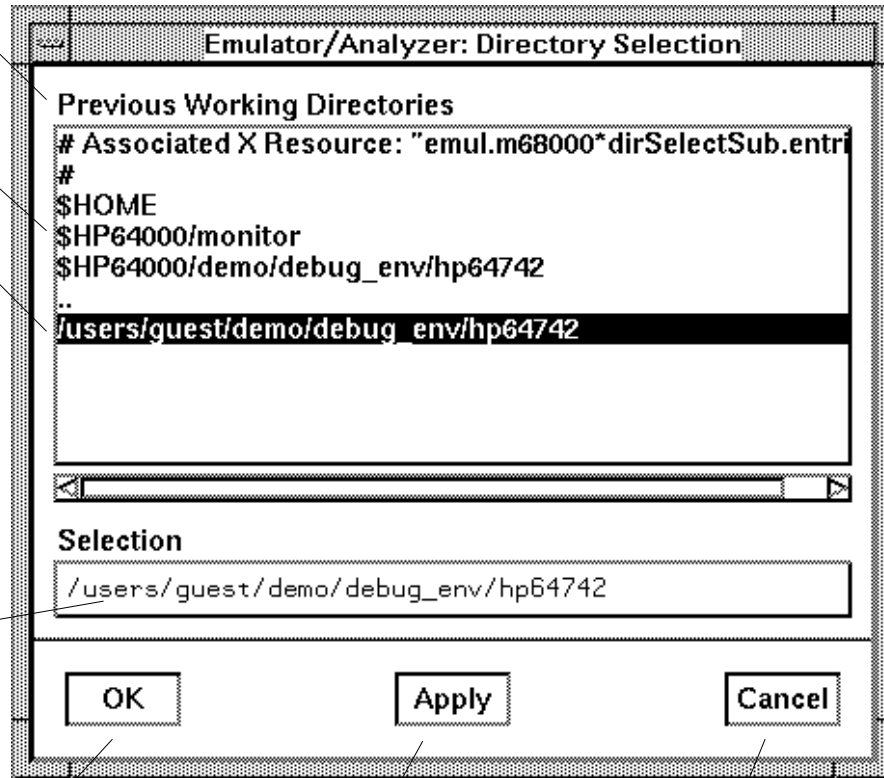 Emulator/Analyzer: Directory Selection
Previous Working Directories
# Associated X Resource: "emul.m68000*dirSelectSub.entri
#
$HOME
$HP64000/monitor
$HP64000/demo/debug_env/hp64742
..
/users/guest/demo/debug_env/hp64742
Selection
/users/guest/demo/debug_env/hp64742
OK
Apply
Cancel